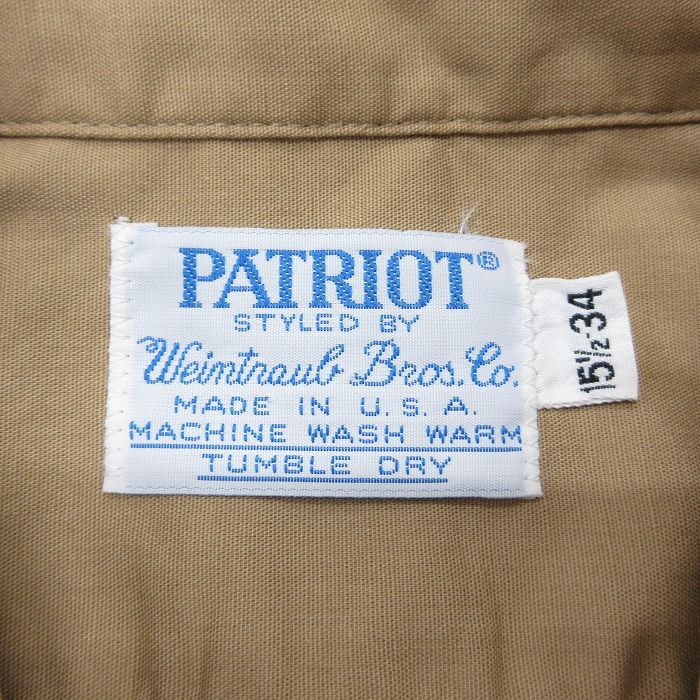 PATRIOT®
STYLED BY
Weintraub Bros. Co.
MADE IN U.S.A.
MACHINE WASH WARM
TUMBLE DRY
15½-34